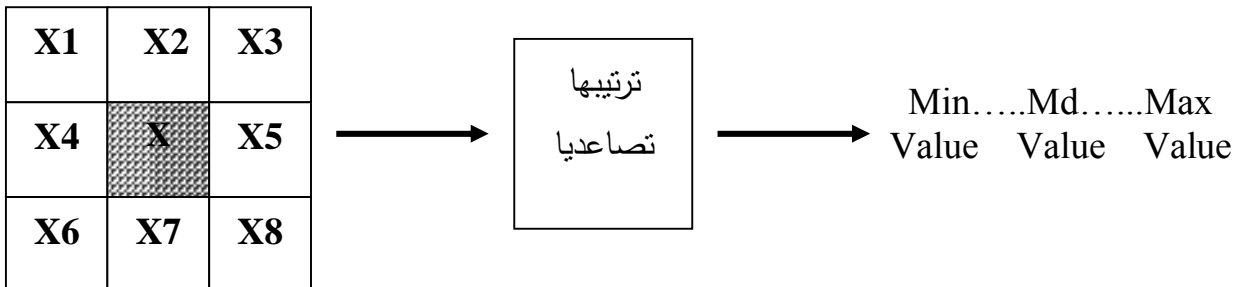 X1 X2 X3
X4 X X5
X6 X7 X8
ترتيبها
تصاعديا
Min…..Md…...Max
Value Value Value